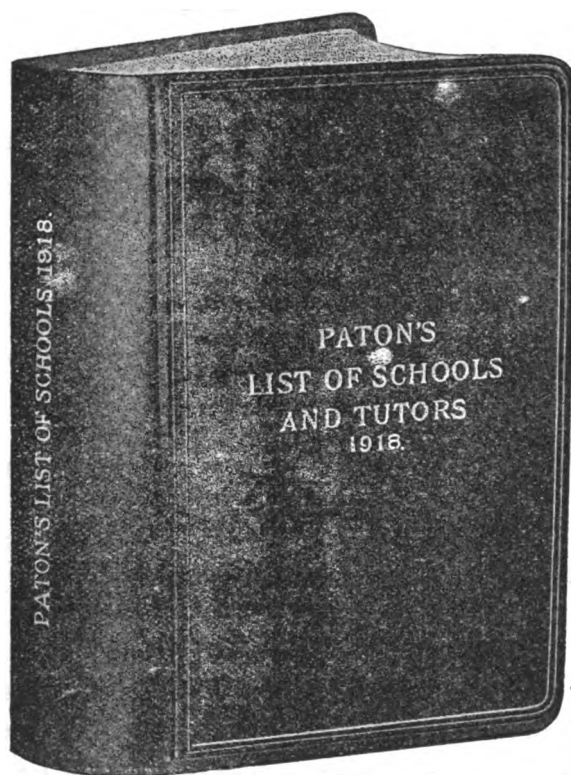 PATON'S LIST OF SCHOOLS 1918.
PATON'S
LIST OF SCHOOLS
AND TUTORS
1918.